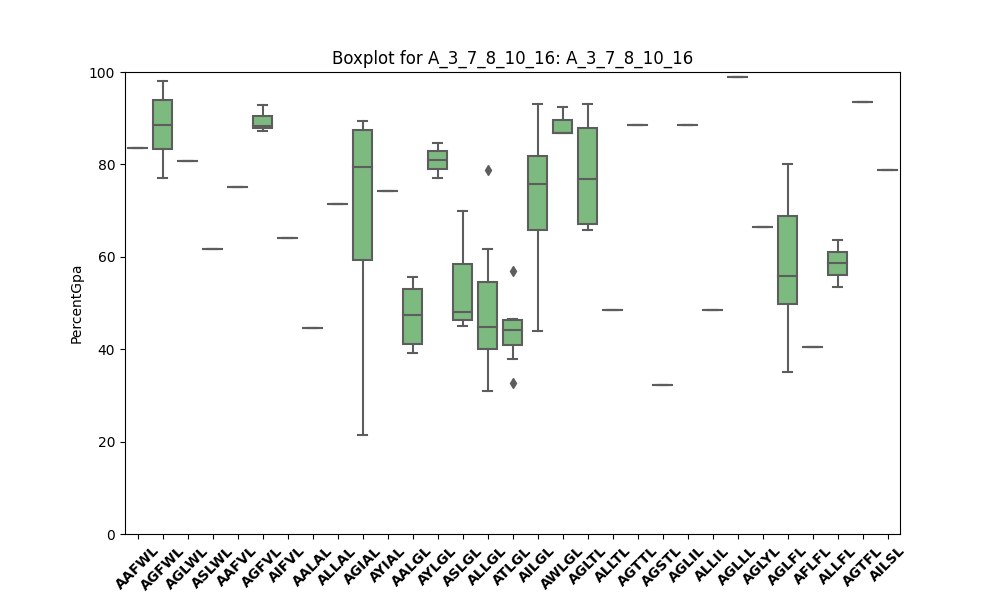 Boxplot for A_3_7_8_10_16: A_3_7_8_10_16
100
80
60
40
20
0
PercentGpa
AAFWL
AGFWL
AGLWL
ASLWL
AAFVL
AGFVL
AIFVL
AALAL
ALLAL
AGIAL
AYIAL
AALGL
AYLGL
ASLGL
ALLGL
ATLGL
AILGL
AWLGL
AGLTL
ALLTL
AGTTL
AGSTL
AGLIL
ALLIL
AGLLL
AGLYL
AGLFL
AFLFL
ALLFL
AGTFL
AILSL